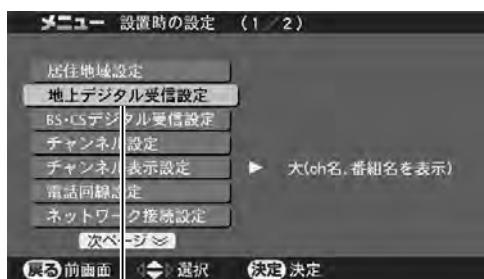 メニュー 設置時の設定 (1/2)
居住地域設定
地上デジタル受信設定
BS・CSデジタル受信設定
チャンネル設定
チャンネル表示設定 ▶ 大(ch名、番組名を表示)
電話回線設定
ネットワーク接続設定
次ページ
戻る 前画面 選択 決定 決定